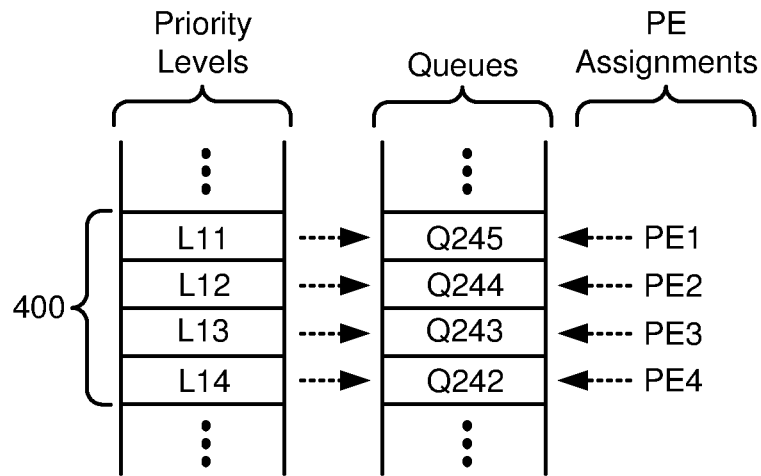 Priority
Levels
Queues
PE
Assignments
L11 Q245 PE1
L12 Q244 PE2
400
L13 Q243 PE3
L14 Q242 PE4